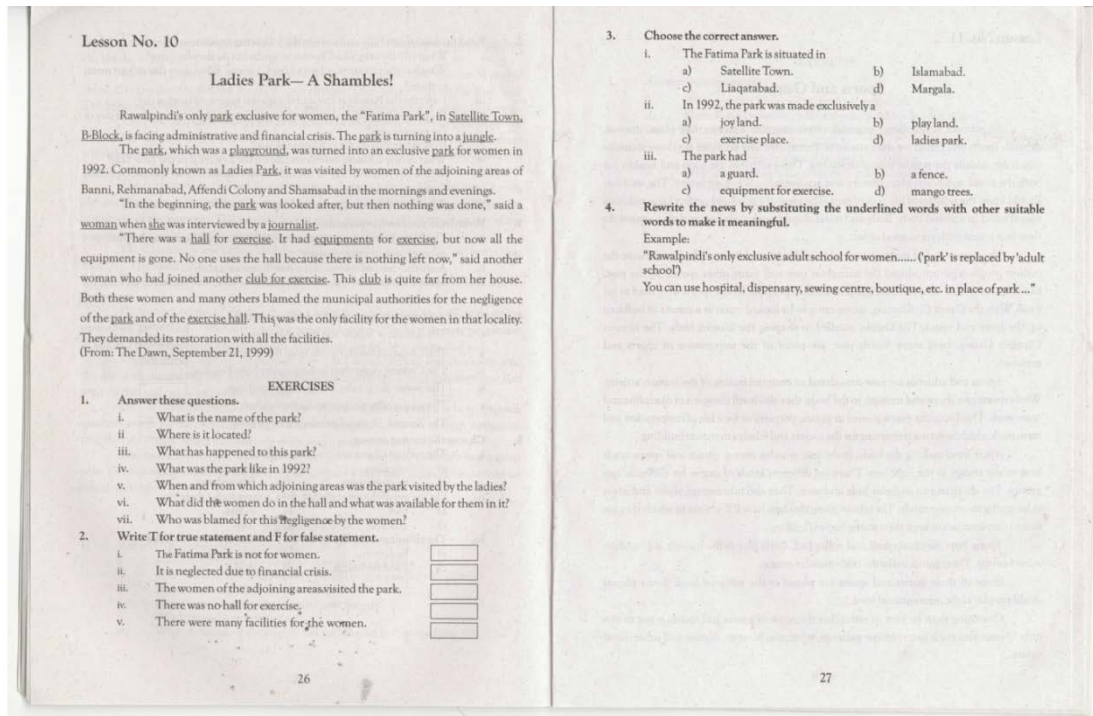 Lesson No. 10
Ladies Park— A Shambles!
Rawalpindi's only park exclusive for women, the "Fatima Park", in Satellite Town,
B-Block, is facing administrative and financial crisis. The park is turning into a jungle.
The park, which was a playground, was turned into an exclusive park for women in
1992. Commonly known as Ladies Park, it was visited by women of the adjoining areas of
Banni, Rehmanabad, Affendi Colony and Shamsabad in the mornings and evenings.
"In the beginning, the park was looked after, but then nothing was done," said a
woman when she was interviewed by a journalist.
"There was a hall for exercise. It had equipments for exercise, but now all the
equipment is gone. No one uses the hall because there is nothing left now," said another
woman who had joined another club for exercise. This club is quite far from her house.
Both these women and many others blamed the municipal authorities for the negligence
of the park and of the exercise hall. This was the only facility for the women in that locality.
They demanded its restoration with all the facilities.
(From: The Dawn, September 21, 1999)
EXERCISES
1. Answer these questions.
i. What is the name of the park?
ii Where is it located?
iii. What has happened to this park?
iv. What was the park like in 1992?
v. When and from which adjoining areas was the park visited by the ladies?
vi. What did the women do in the hall and what was available for them in it?
vii. Who was blamed for this negligence by the women?
2. Write T for true statement and F for false statement.
i. The Fatima Park is not for women.
ii. It is neglected due to financial crisis.
iii. The women of the adjoining areas visited the park.
iv. There was no hall for exercise.
v. There were many facilities for the women.
26
3. Choose the correct answer.
i. The Fatima Park is situated in
a) Satellite Town. b) Islamabad.
c) Liaqatabad. d) Margala.
ii. In 1992, the park was made exclusively a
a) joy land. b) play land.
c) exercise place. d) ladies park.
iii. The park had
a) a guard. b) a fence.
c) equipment for exercise. d) mango trees.
4. Rewrite the news by substituting the underlined words with other suitable
words to make it meaningful.
Example:
"Rawalpindi's only exclusive adult school for women...... ('park' is replaced by 'adult
school')
You can use hospital, dispensary, sewing centre, boutique, etc. in place of park ..."
27